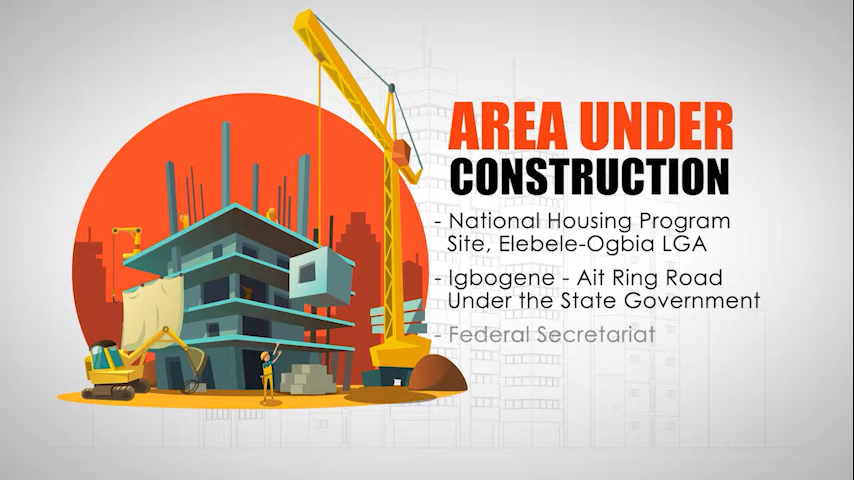 AREA UNDER
CONSTRUCTION
- National Housing Program
Site, Elebele-Ogbia LGA
- Igbogene - Ait Ring Road
Under the State Government
- Federal Secretariat